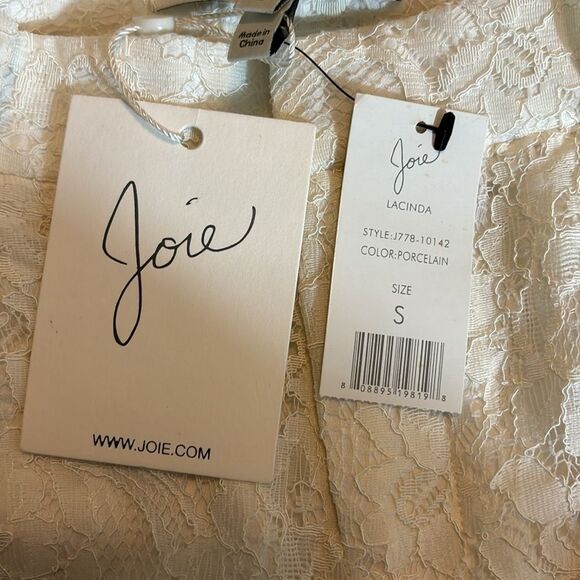 Made in
China
Joie
WWW.JOIE.COM
Joie
LACINDA
STYLE:J778-10142
COLOR:PORCELAIN
SIZE
S
8 08895 19819 8